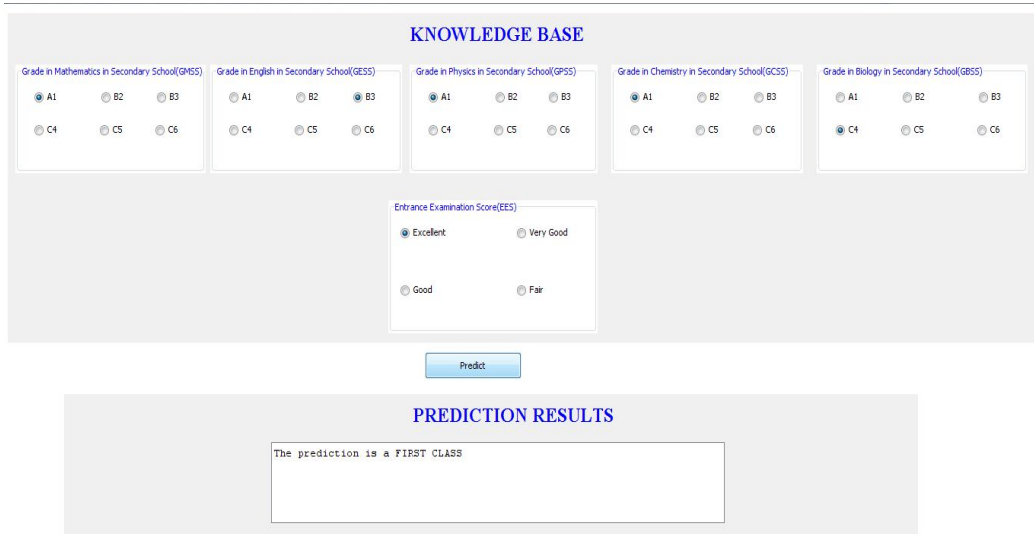 KNOWLEDGE BASE
Grade in Mathematics in Secondary School(GMSS) Grade in English in Secondary School(GESS) Grade in Physics in Secondary School(GPSS) Grade in Chemistry in Secondary School(GCSS) Grade in Biology in Secondary School(GBSS)
A1 B2 B3 A1 B2 B3 A1 B2 B3 A1 B2 B3 A1 B2 B3
C4 C5 C6 C4 C5 C6 C4 C5 C6 C4 C5 C6 C4 C5 C6
Entrance Examination Score(EES)
Excellent Very Good
Good Fair
Predict
PREDICTION RESULTS
The prediction is a FIRST CLASS